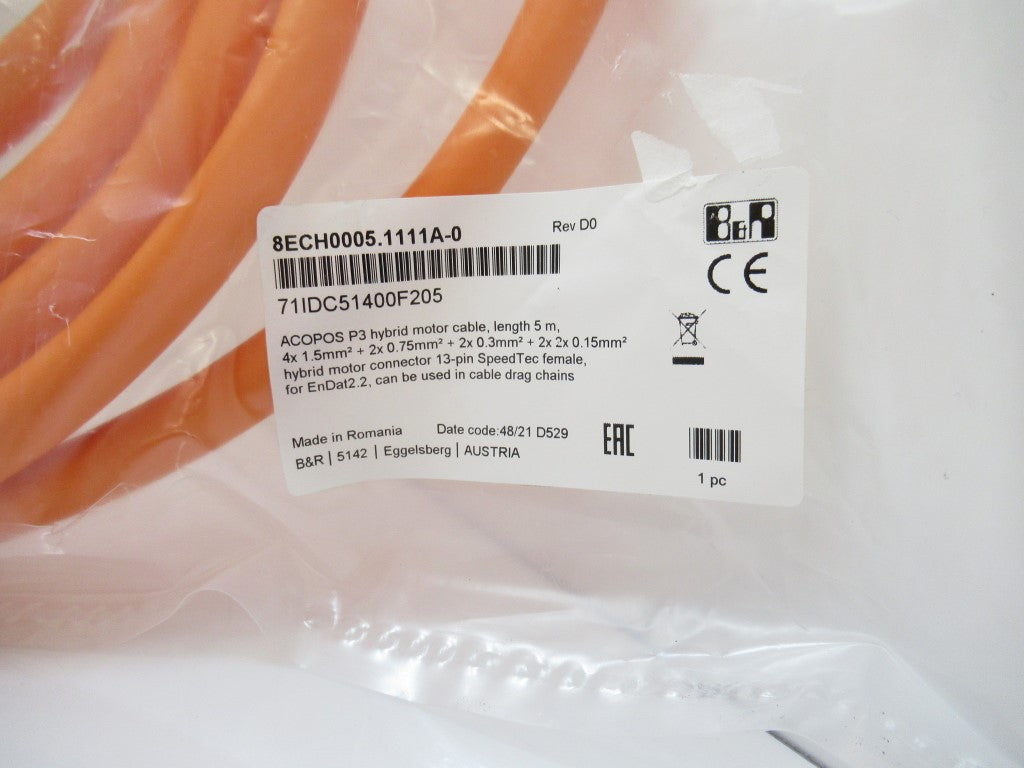 8ECH0005.1111A-0
Rev D0
B&R
CE
71IDC51400F205
ACOPOS P3 hybrid motor cable, length 5 m,
4x 1.5mm² + 2x 0.75mm² + 2x 0.3mm² + 2x 2x 0.15mm²
hybrid motor connector 13-pin SpeedTec female,
for EnDat2.2, can be used in cable drag chains
Made in Romania
Date code:48/21 D529
EAC
B&R | 5142 | Eggelsberg | AUSTRIA
1 pc